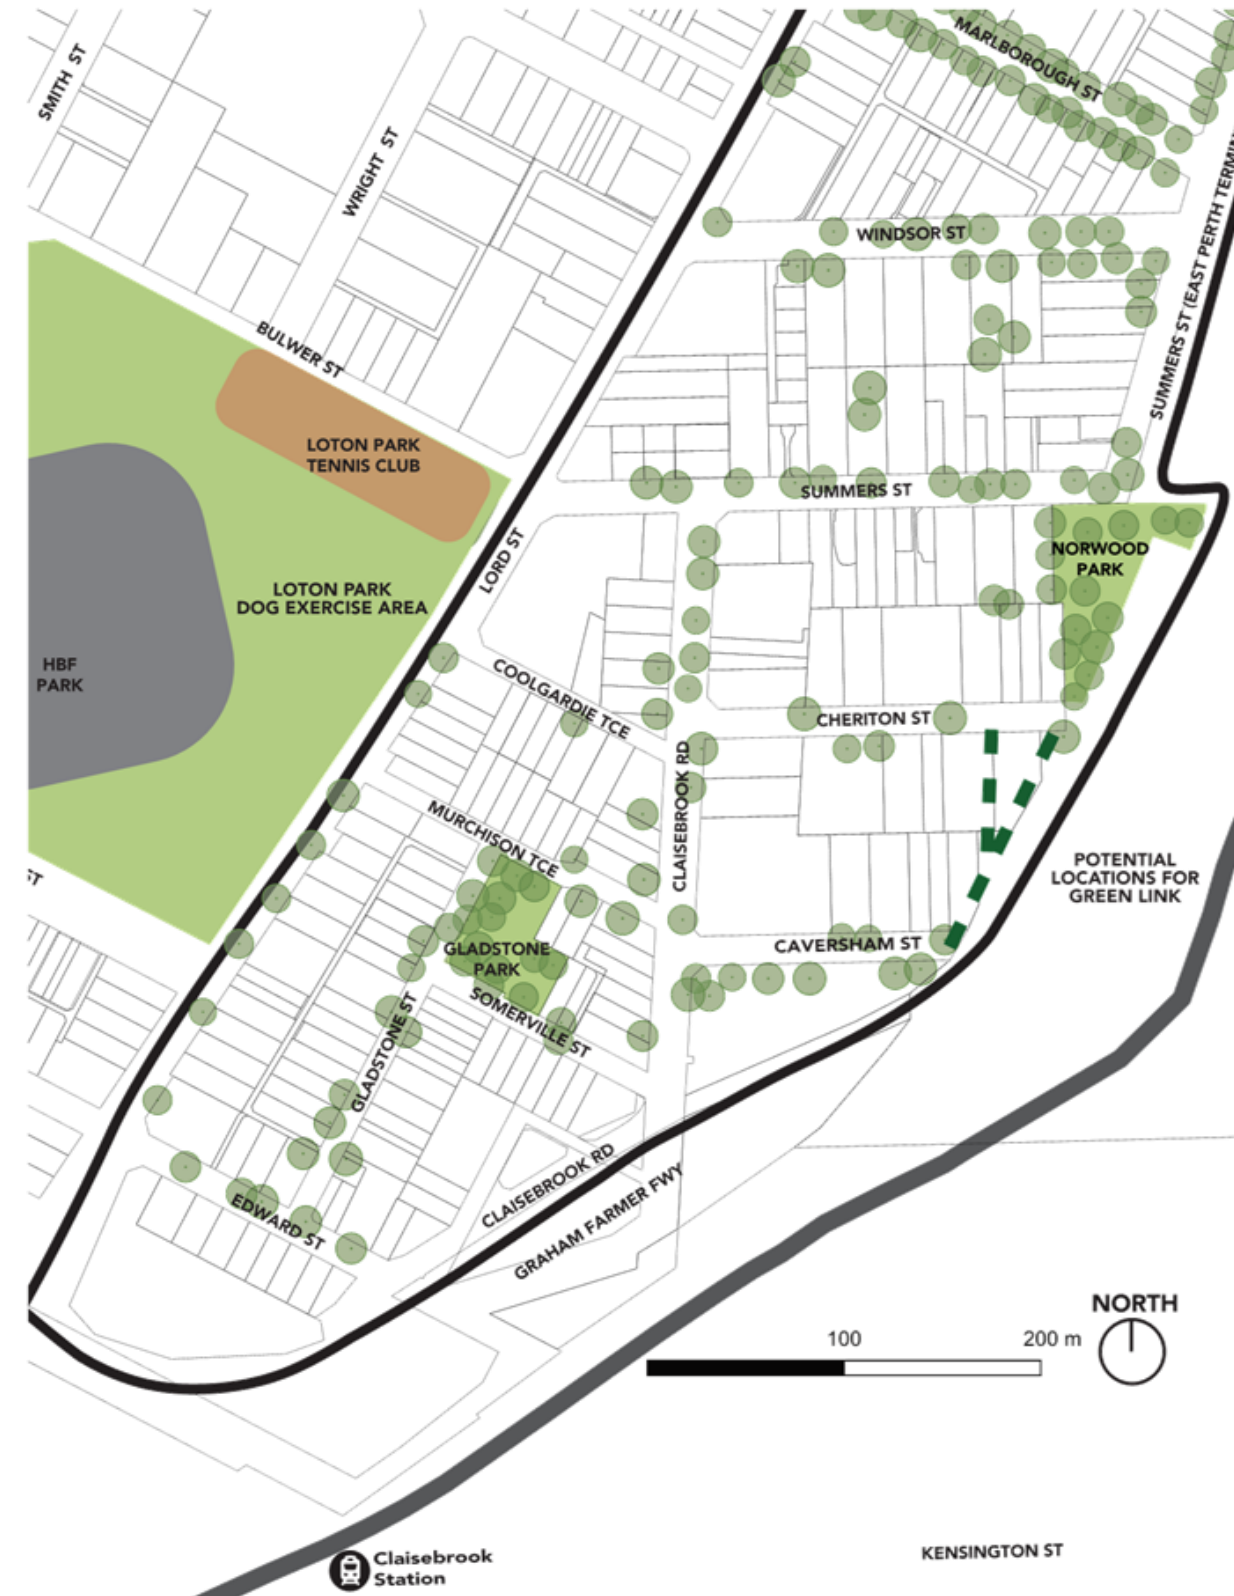 SMITH ST
WRIGHT ST
MARLBOROUGH ST
WINDSOR ST
SUMMERS ST (EAST PERTH
BULWER ST
LOTON PARK
TENNIS CLUB
SUMMERS ST
LORD ST
NORWOOD
PARK
LOTON PARK
DOG EXERCISE AREA
HBF
PARK
COOLGARDIE TCE
CHERITON ST
CLAISEBROOK RD
MURCHISON TCE
POTENTIAL
LOCATIONS FOR
GREEN LINK
ST
GLADSTONE
PARK
CAVERSHAM ST
SOMERVILLE ST
GLADSTONE ST
CLAISEBROOK RD
GRAHAM FARMER FWY
EDWARD ST
NORTH
100
200 m
Claisebrook
Station
KENSINGTON ST